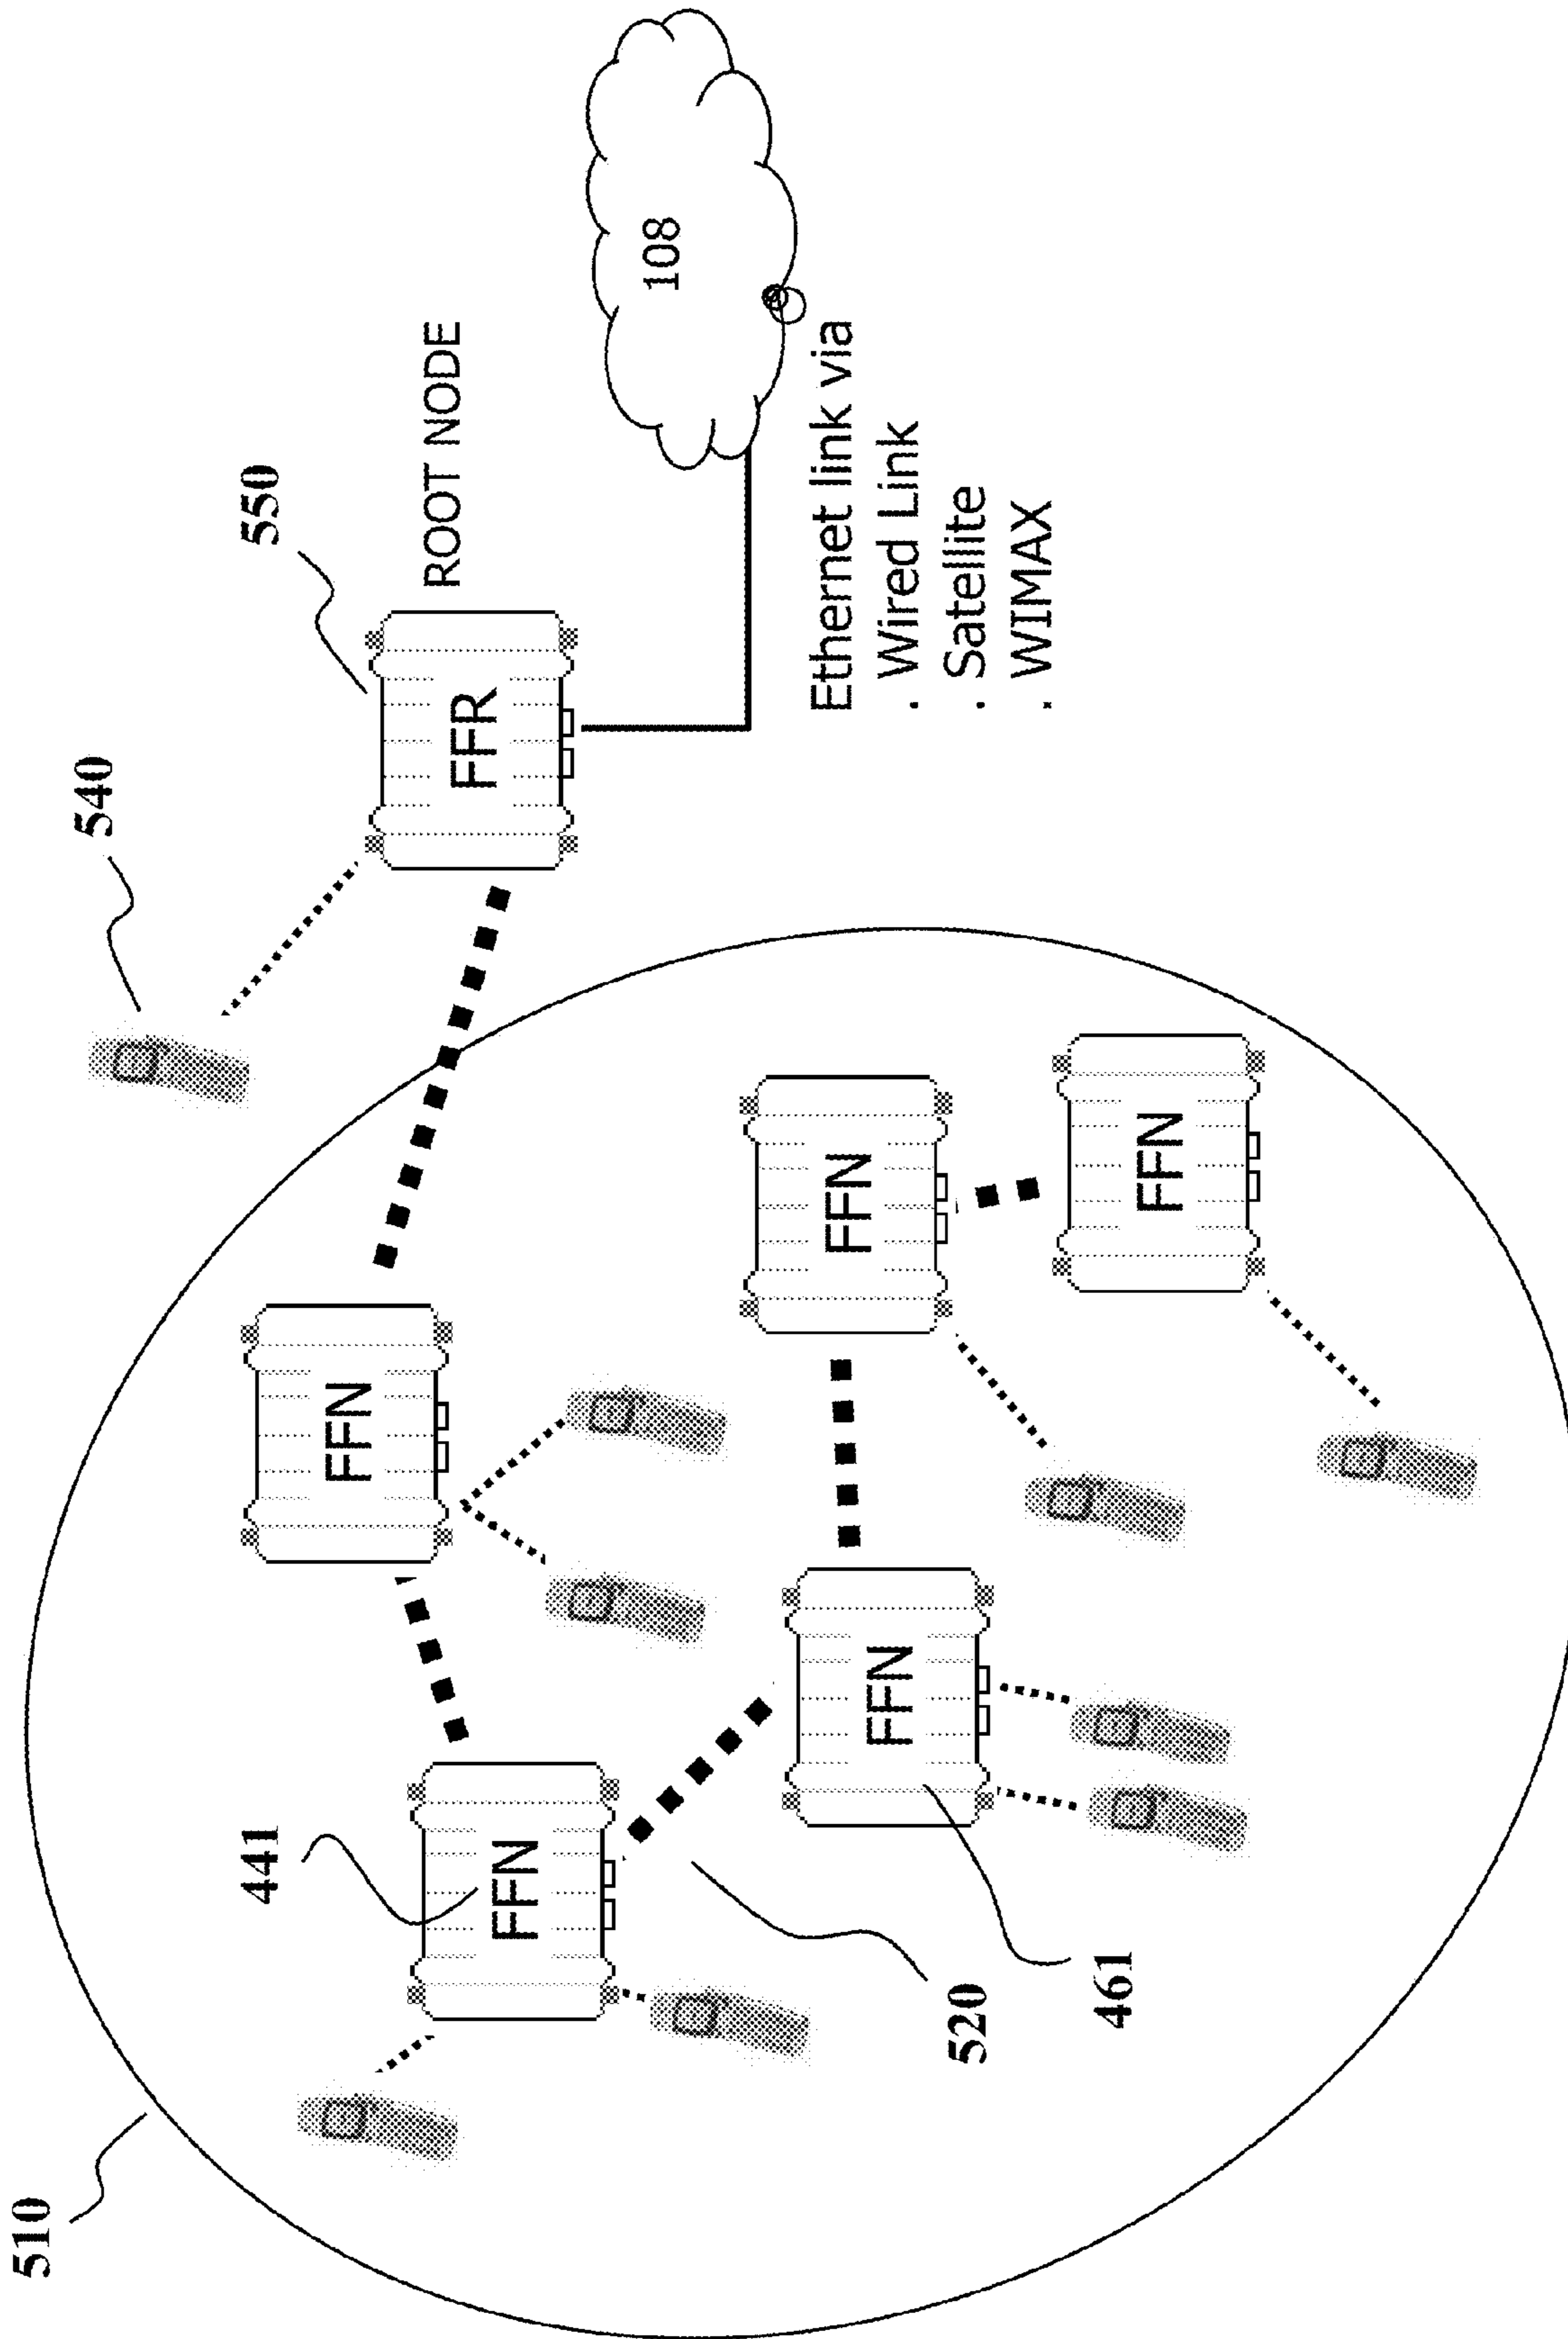 510
540
441
550
FFN
ROOT NODE
FFR
FFN
108
FFN
FFN
Ethernet link via
. Wired Link
. Satellite
. WIMAX
520
461
FFN